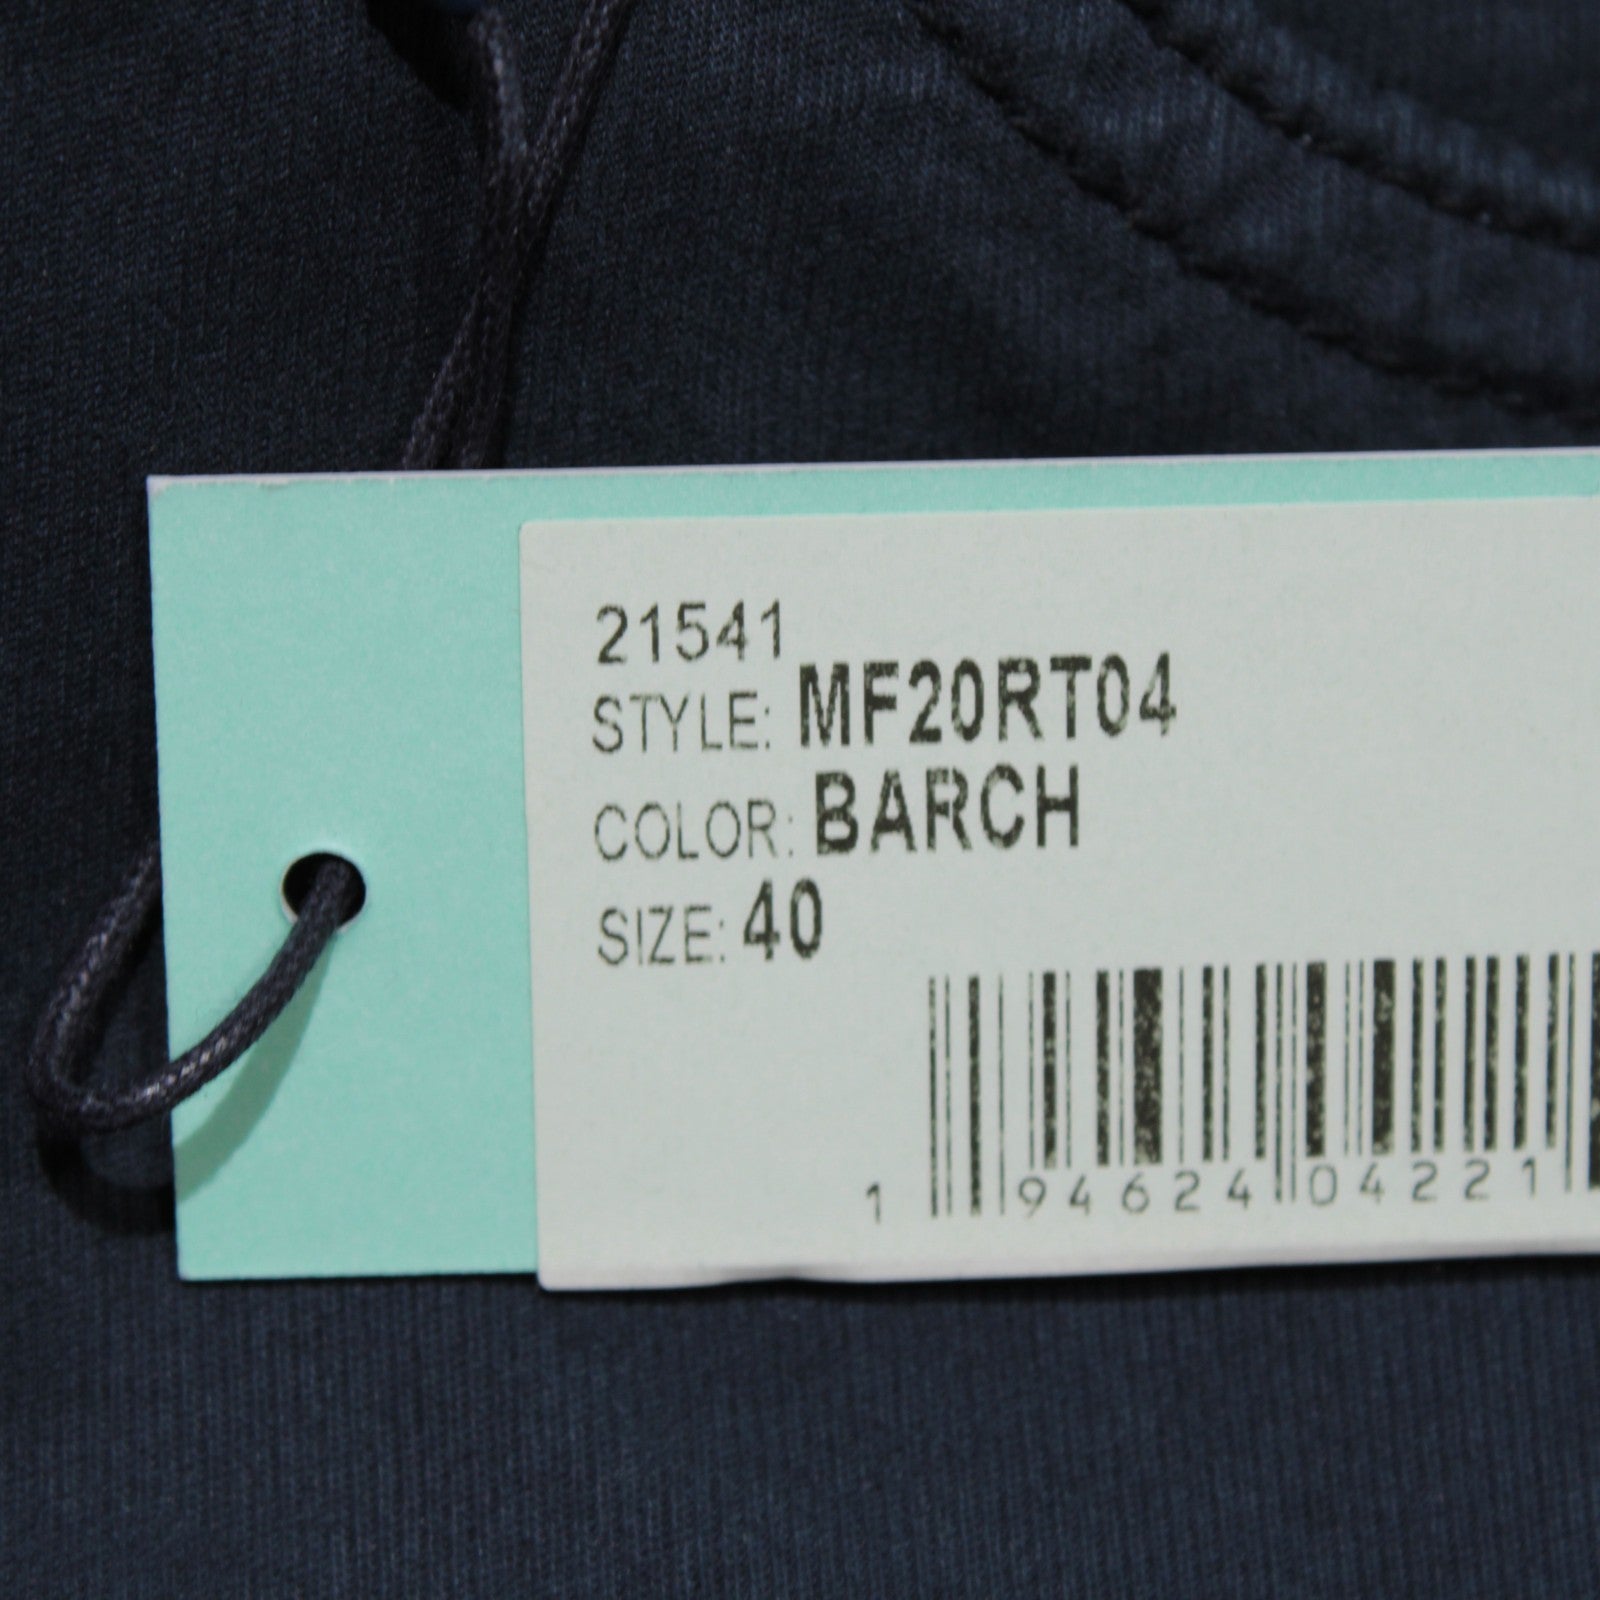 21541
STYLE: MF20RT04
COLOR: BARCH
SIZE: 40
1 94624 04221